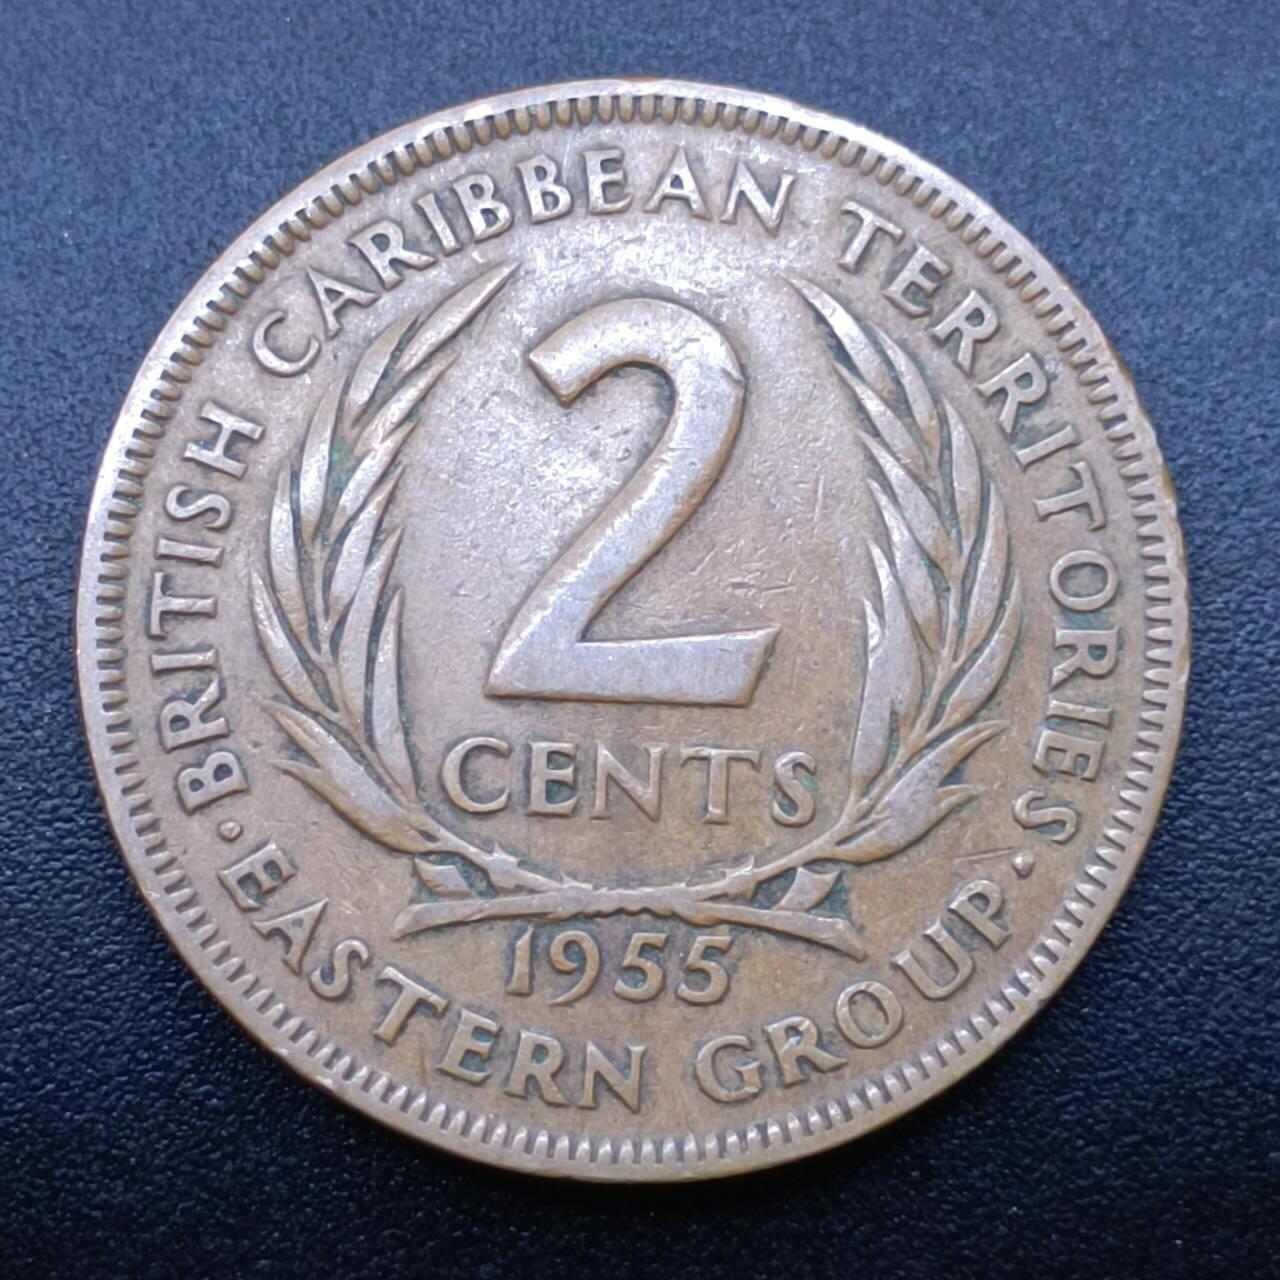 BRITISH CARIBBEAN TERRITORIES
2
CENTS
1955
· EASTERN GROUP ·